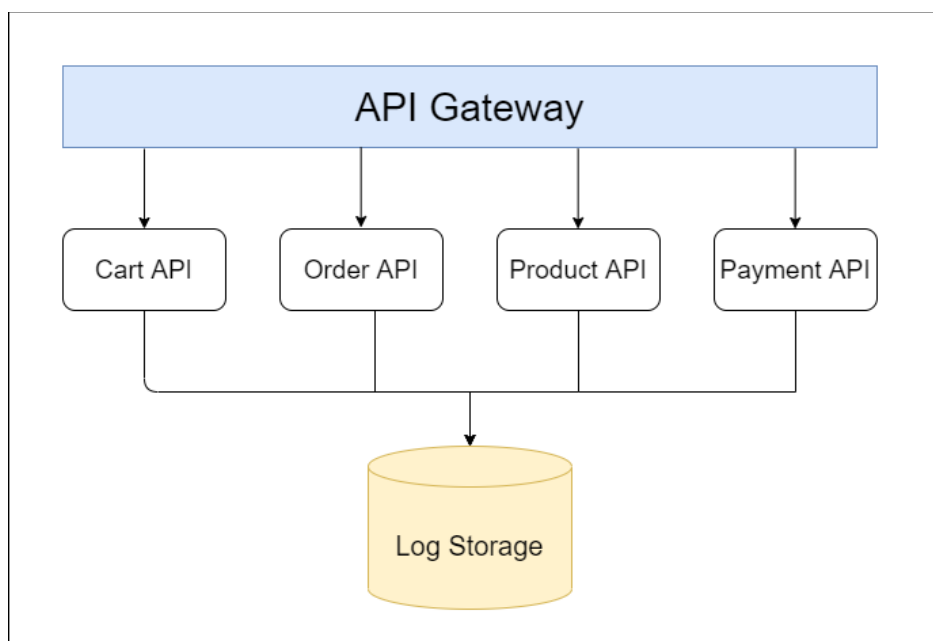 API Gateway
Cart API
Order API
Product API
Payment API
Log Storage